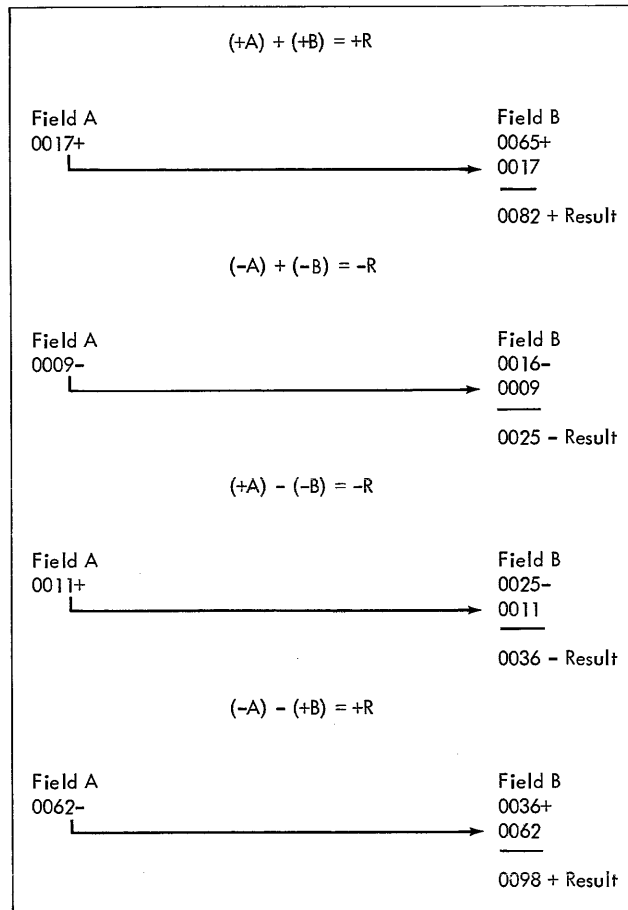 (+A) + (+B) = +R
Field A
0017+
Field B
0065+
0017
0082 + Result
(-A) + (-B) = -R
Field A
0009-
Field B
0016-
0009
0025 - Result
(+A) - (-B) = -R
Field A
0011+
Field B
0025-
0011
0036 - Result
(-A) - (+B) = +R
Field A
0062-
Field B
0036+
0062
0098 + Result